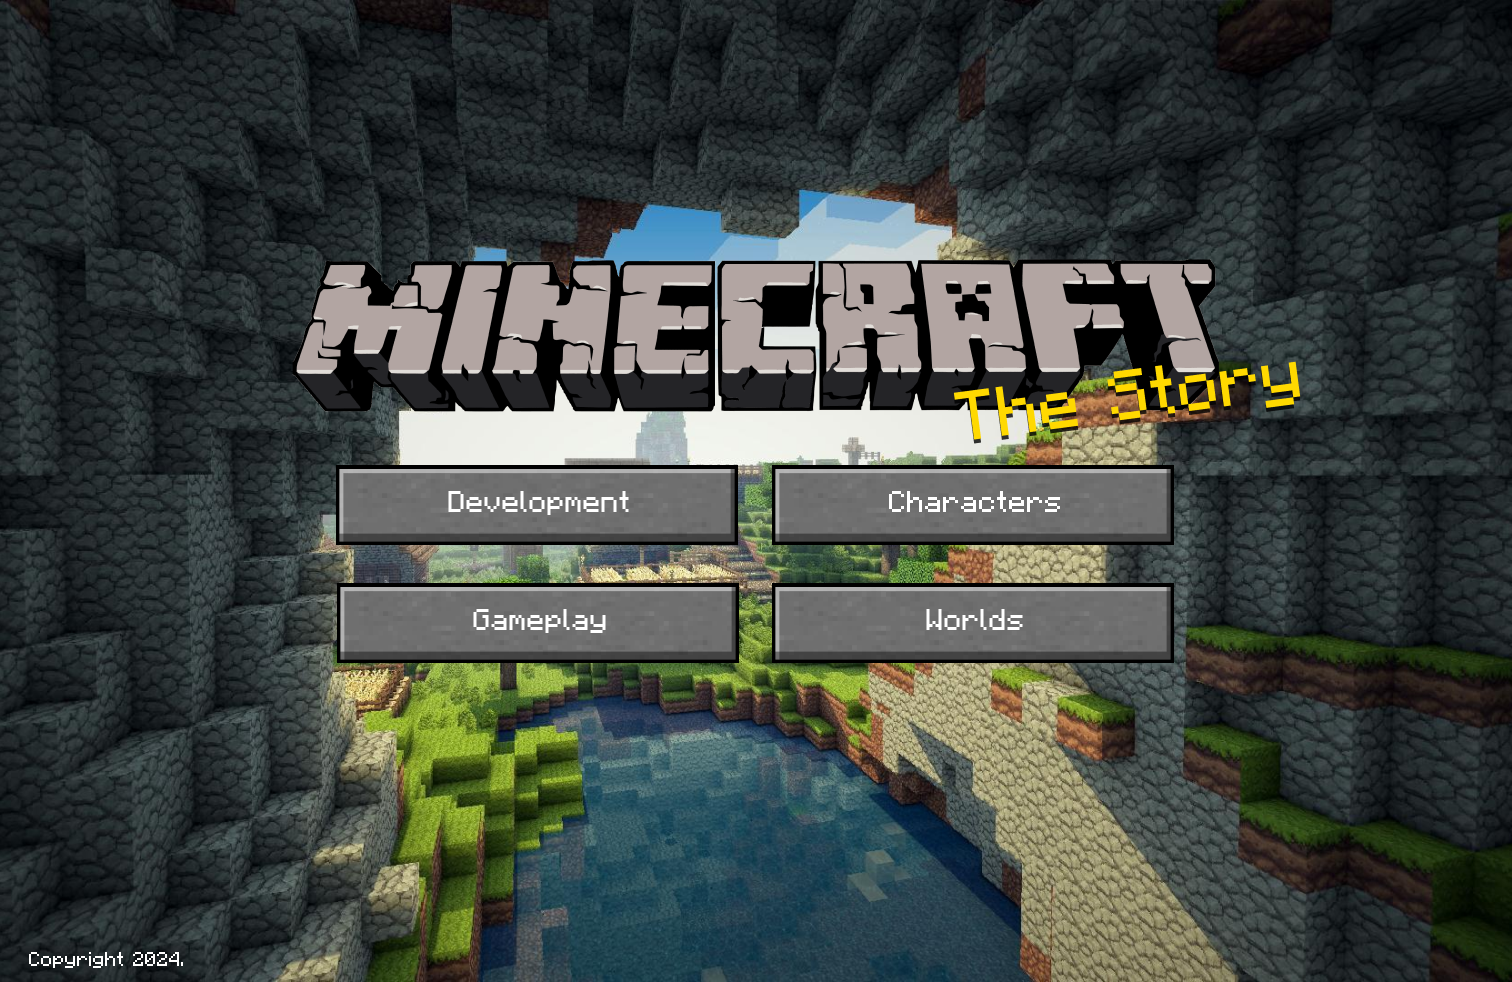 MINECRAFT
The Story
Development
Characters
Gameplay
Worlds
Copyright 2024.